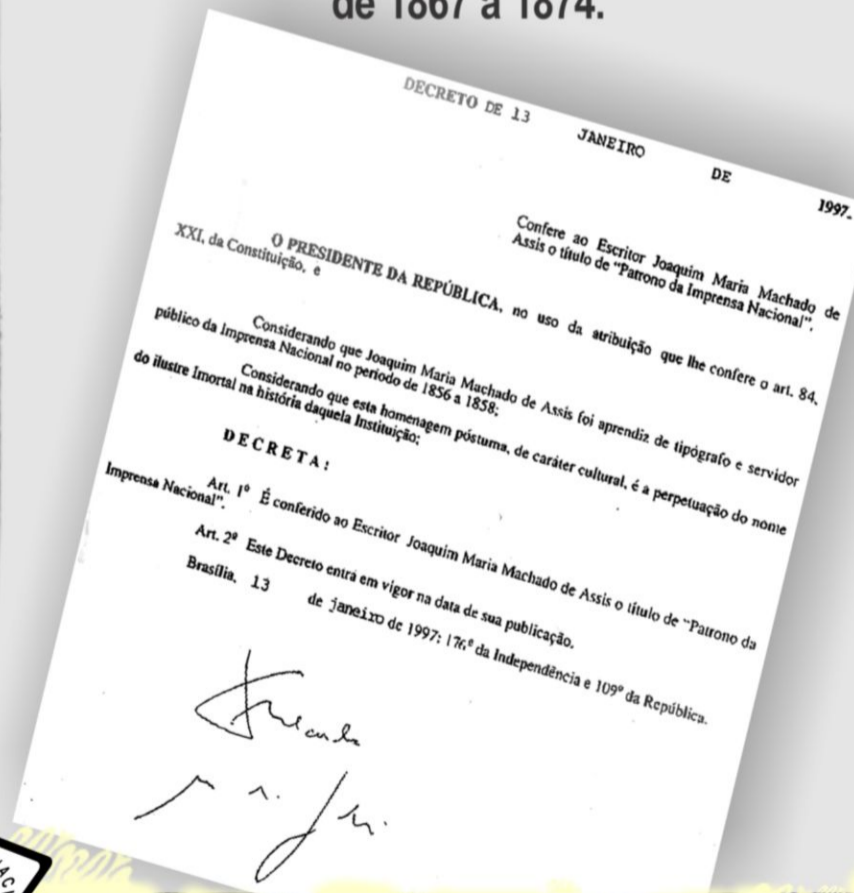 de 1867 a 1874.
DECRETO DE 13 JANEIRO DE 1997.
Confere ao Escritor Joaquim Maria Machado de
Assis o título de "Patrono da Imprensa Nacional".
O PRESIDENTE DA REPÚBLICA, no uso da atribuição que lhe confere o art. 84,
XXI, da Constituição, e
Considerando que Joaquim Maria Machado de Assis foi aprendiz de tipógrafo e servidor
público da Imprensa Nacional no período de 1856 a 1858;
Considerando que esta homenagem póstuma, de caráter cultural, é a perpetuação do nome
do ilustre Imortal na história daquela Instituição;
DECRETA:
Art. 1º É conferido ao Escritor Joaquim Maria Machado de Assis o título de "Patrono da
Imprensa Nacional".
Art. 2º Este Decreto entra em vigor na data de sua publicação.
Brasília, 13 de janeiro de 1997; 176º da Independência e 109º da República.